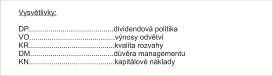 Vysvětlivky:
DP........................................dividendová politika
VO........................................výnosy odvětví
KR........................................kvalita rozvahy
DM........................................důvěra managementu
KN........................................kapitálové náklady